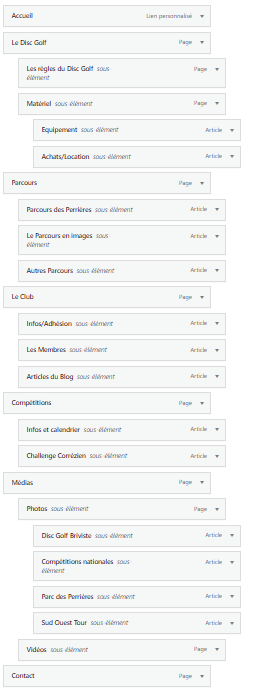 Accueil Lien personnalisé
Le Disc Golf Page
Les règles du Disc Golf sous Page
élément
Matériel sous élément Page
Equipement sous élément Article
Achats/Location sous élément Article
Parcours Page
Parcours des Perrières sous élément Article
Le Parcours en Images sous Article
élément
Autres Parcours sous élément Article
Le Club Page
Infos/Adhésion sous élément Article
Les Membres sous élément Article
Articles du Blog sous élément Article
Compétitions Page
Infos et calendrier sous élément Article
Challenge Corrézien sous élément Article
Médias Page
Photos sous élément Page
Disc Golf Briviste sous élément Article
Compétitions nationales sous Article
élément
Parc des Perrières sous élément Article
Sud Ouest Tour sous élément Article
Vidéos sous élément Page
Contact Page